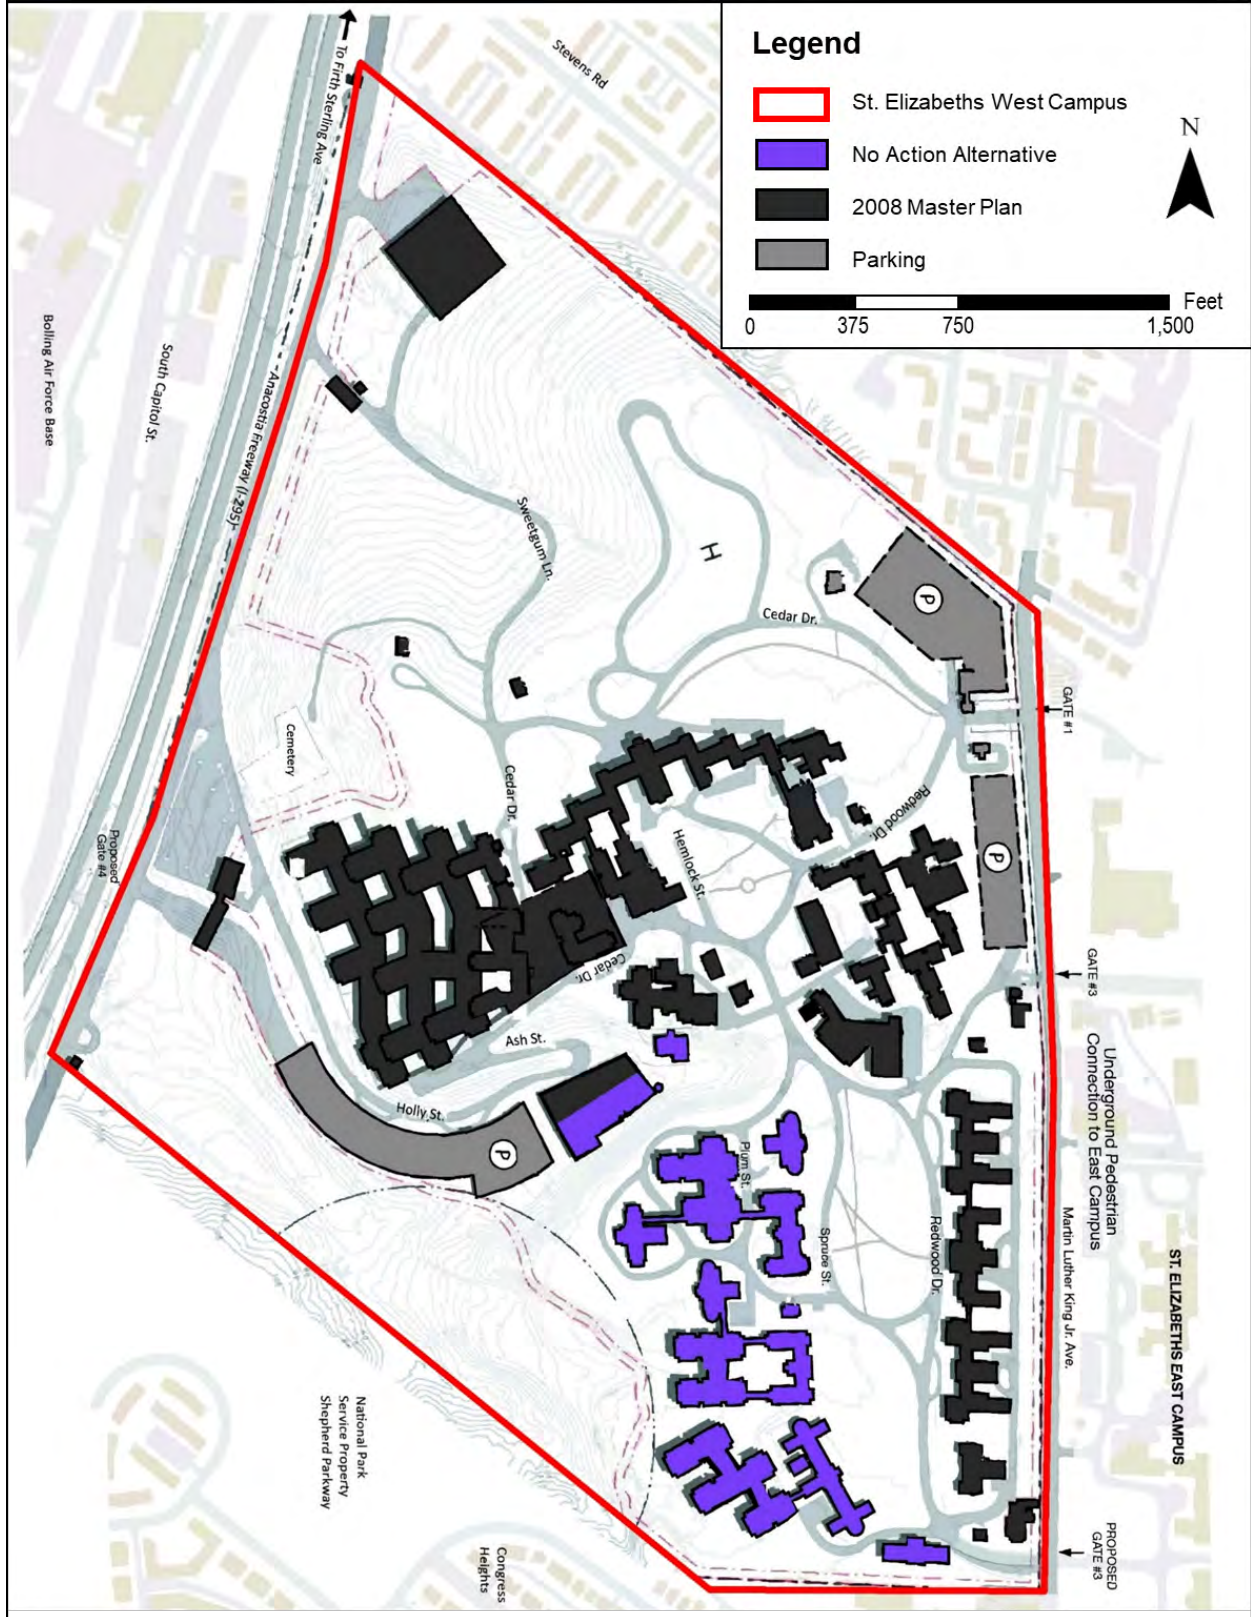 Legend
St. Elizabeths West Campus
No Action Alternative
2008 Master Plan
Parking
N
Feet
0 375 750 1,500
To Firth Sterling Ave
Stevens Rd
Bolling Air Force Base
South Capitol St.
Anacostia Freeway (I-295)
Sweetgum Ln.
H
Cedar Dr.
P
GATE #1
Cemetery
Cedar Dr.
Redwood Dr.
Hemlock St.
P
Proposed
Gate #4
Cedar Dr.
GATE #3
Ash St.
Holly St.
P
Underground Pedestrian
Connection to East Campus
Plum St.
Spruce St.
Redwood Dr.
Martin Luther King Jr. Ave.
ST. ELIZABETHS EAST CAMPUS
National Park
Service Property
Shepherd Parkway
Congress
Heights
PROPOSED
GATE #3